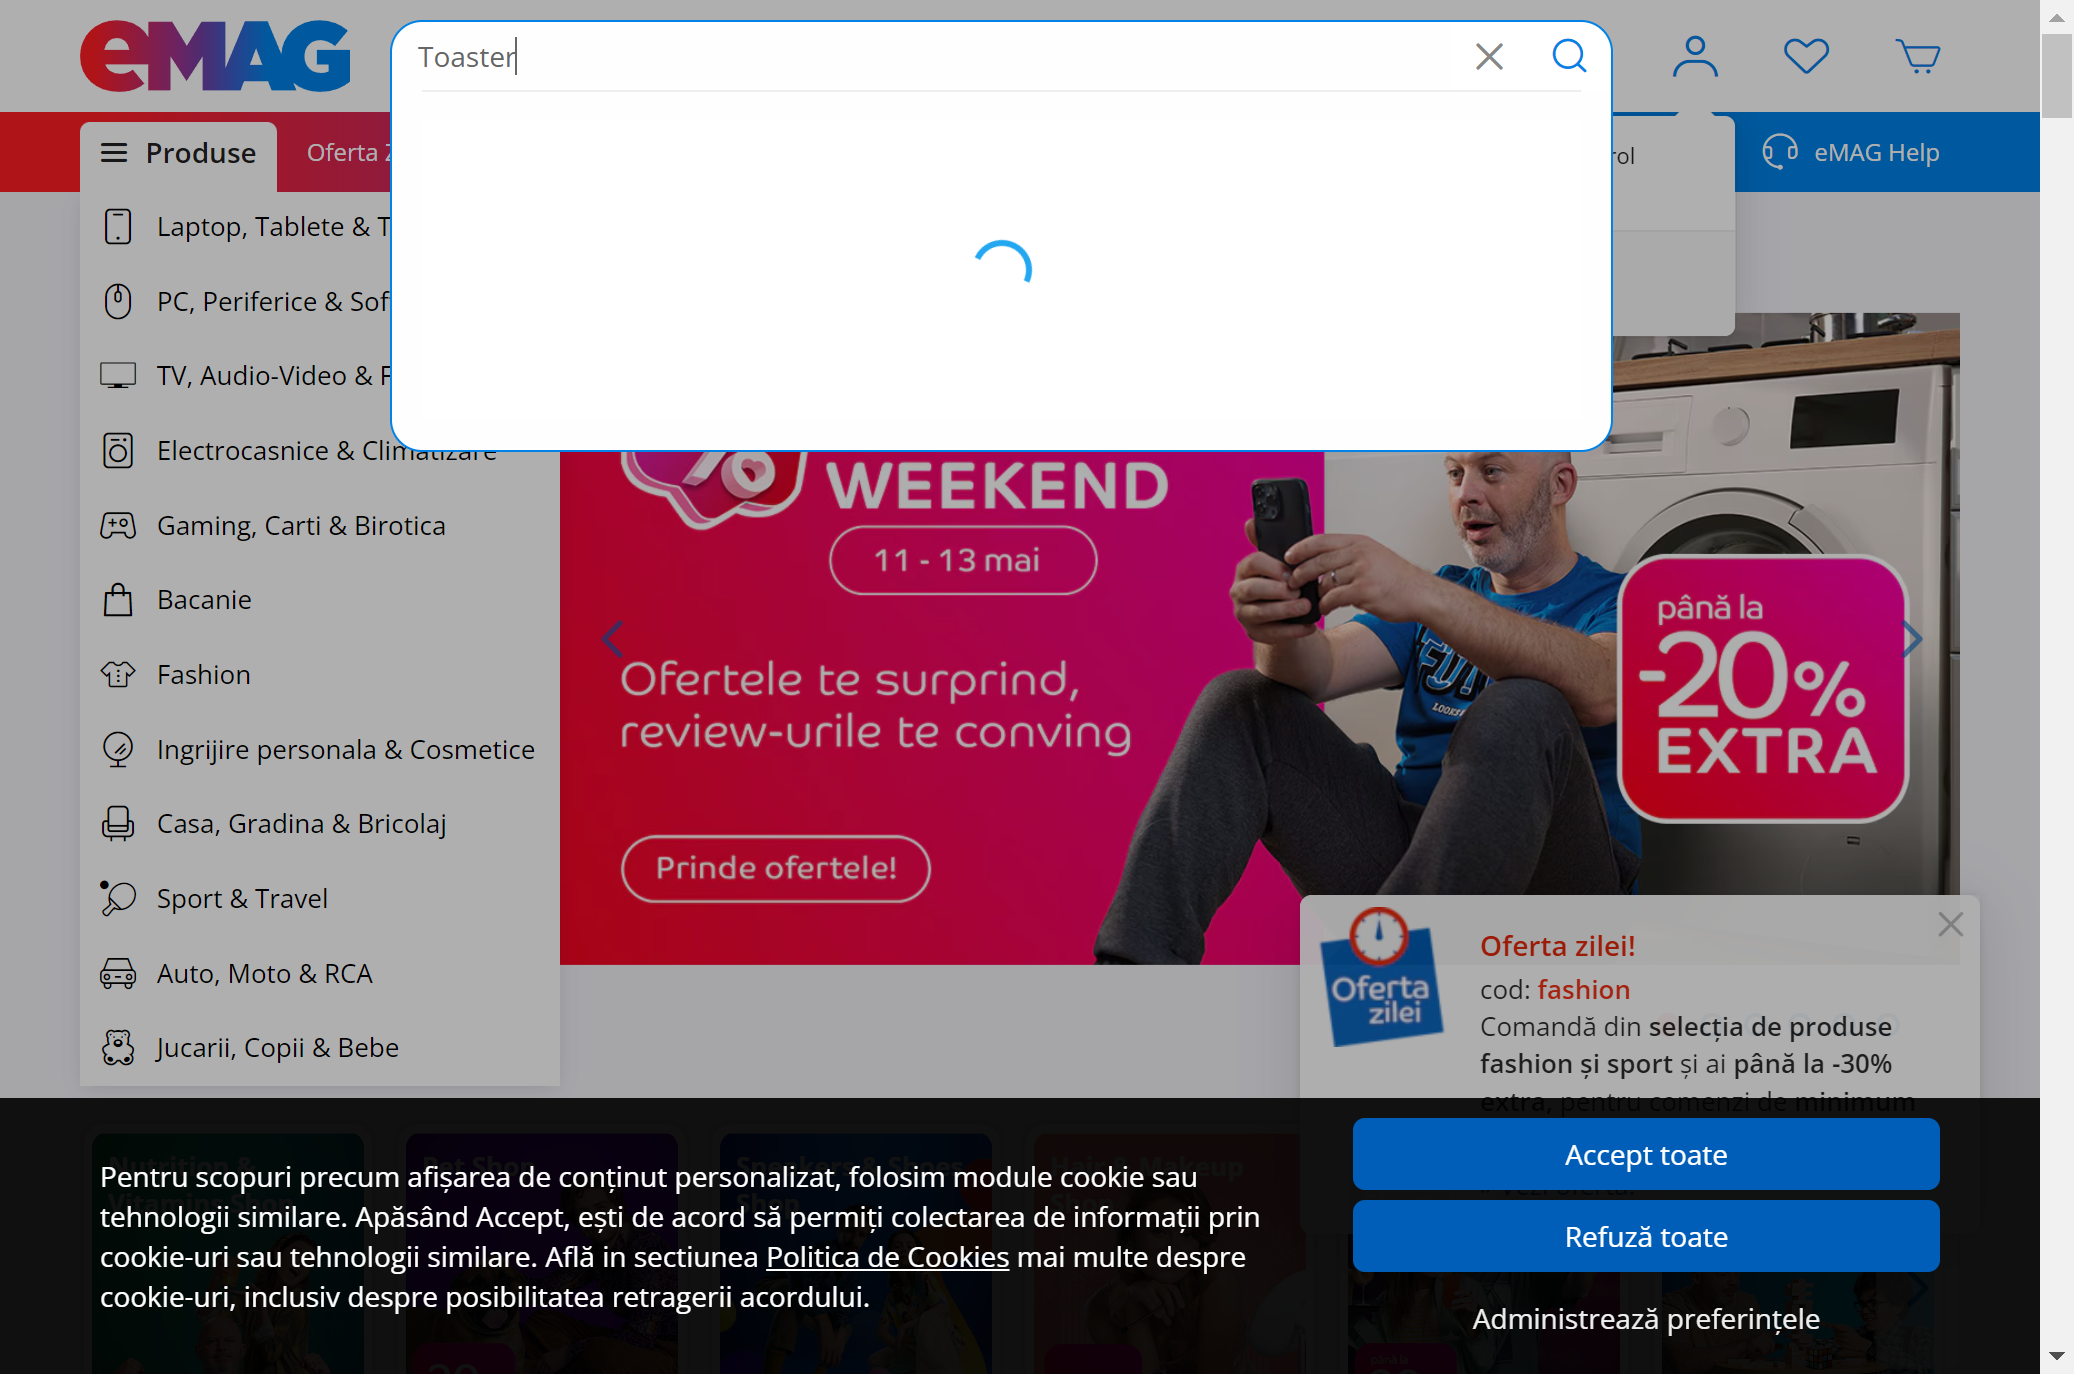 eMAG
Toaster
Produse
Oferta Z
rol
eMAG Help
Laptop, Tablete & T
PC, Periferice & Sof
TV, Audio-Video & F
Electrocasnice & Climatizare
Gaming, Carti & Birotica
Bacanie
Fashion
Ingrijire personala & Cosmetice
Casa, Gradina & Bricolaj
Sport & Travel
Auto, Moto & RCA
Jucarii, Copii & Bebe
%
WEEKEND
11 - 13 mai
Ofertele te surprind,
review-urile te conving
Prinde ofertele!
până la
-20%
EXTRA
Oferta
zilei
Oferta zilei!
cod: fashion
Comandă din selecția de produse
fashion și sport și ai până la -30%
extra, pentru comenzi de minimum
Pentru scopuri precum afișarea de conținut personalizat, folosim module cookie sau
tehnologii similare. Apăsând Accept, ești de acord să permiți colectarea de informații prin
cookie-uri sau tehnologii similare. Află in sectiunea Politica de Cookies mai multe despre
cookie-uri, inclusiv despre posibilitatea retragerii acordului.
Accept toate
Refuză toate
Administrează preferințele